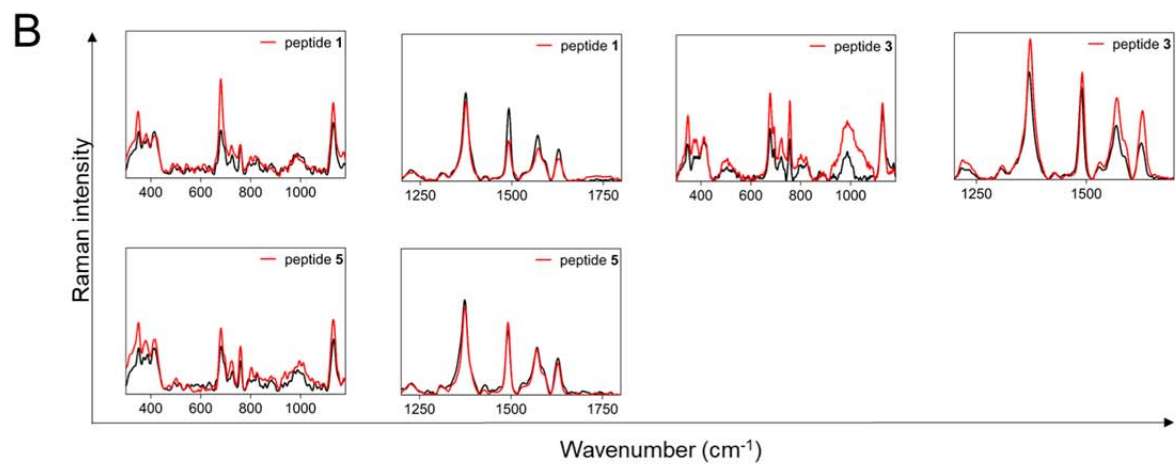 B
peptide 1
peptide 1
peptide 3
peptide 3
400 600 800 1000
1250 1500 1750
400 600 800 1000
1250 1500
peptide 5
peptide 5
400 600 800 1000
1250 1500 1750
Raman intensity
Wavenumber (cm⁻¹)